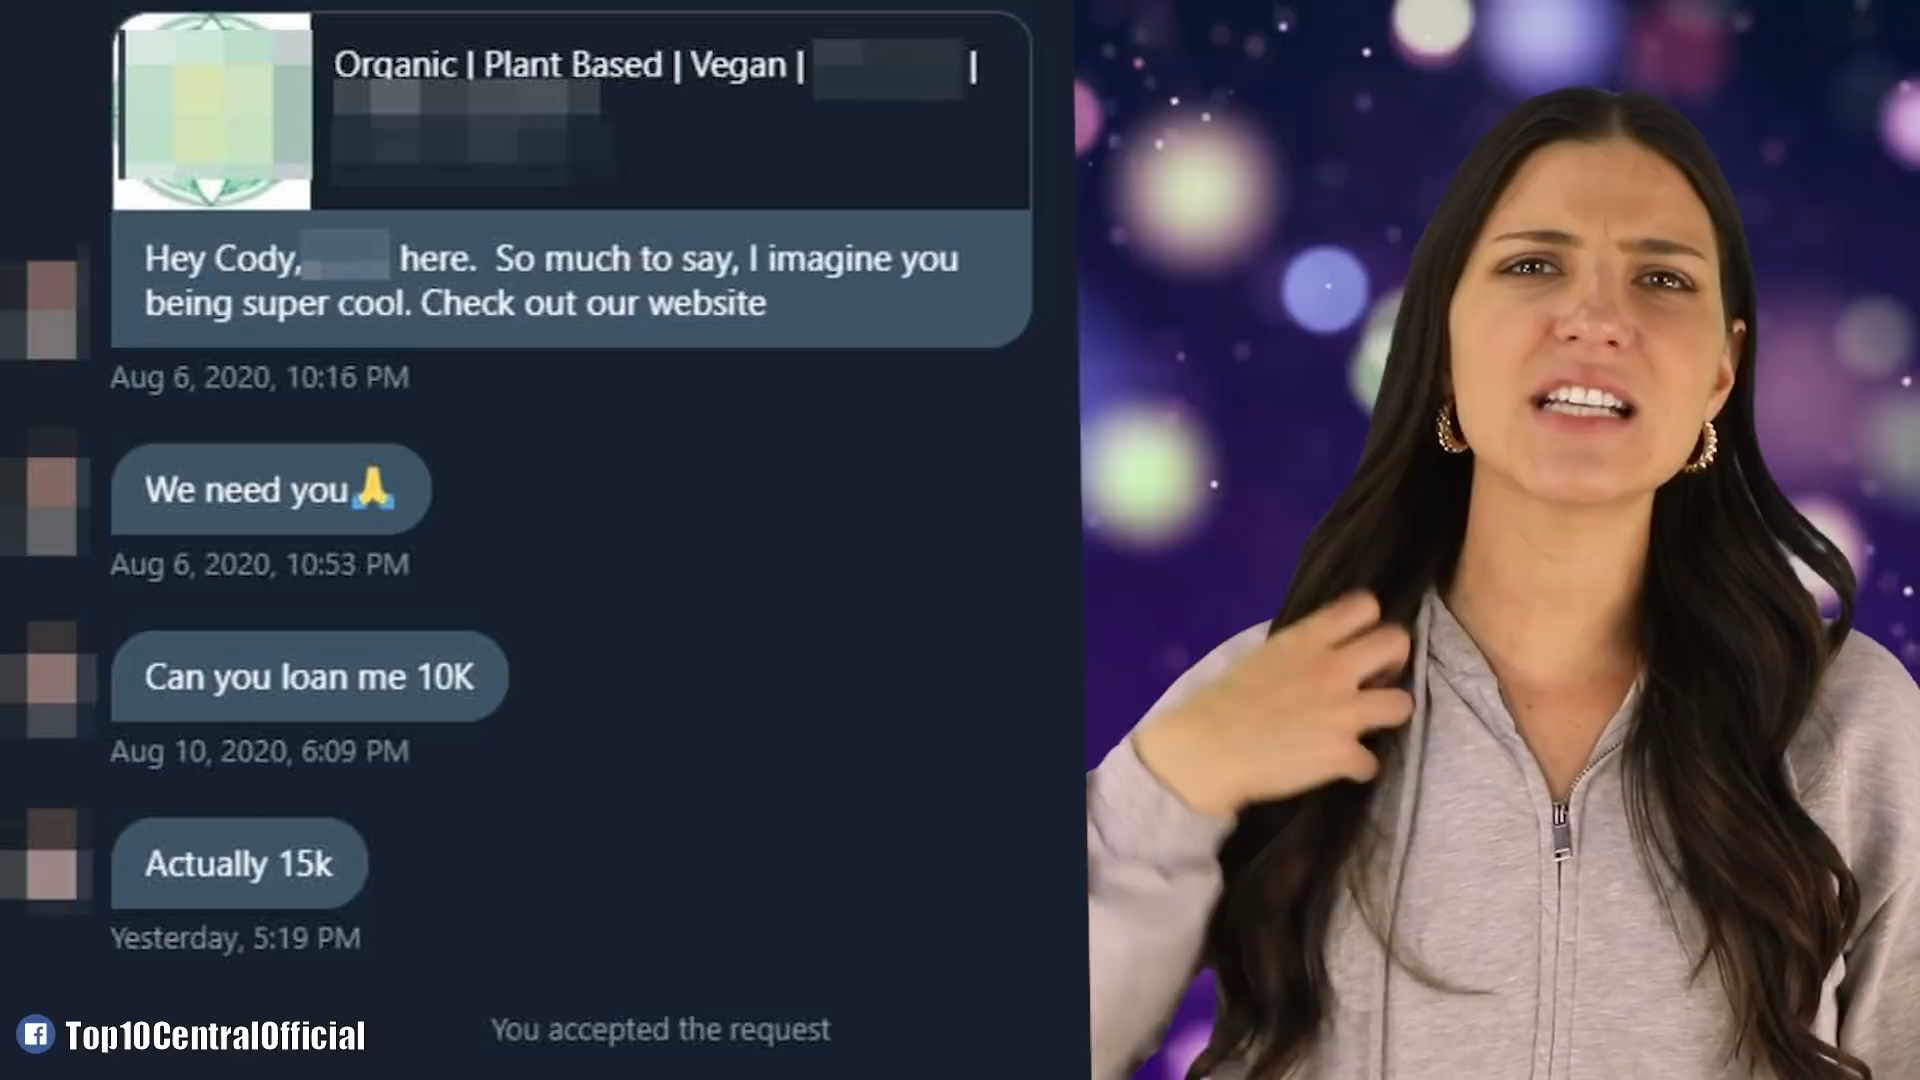 Organic | Plant Based | Vegan | |
Hey Cody, here. So much to say, I imagine you
being super cool. Check out our website
Aug 6, 2020, 10:16 PM
We need you🙏
Aug 6, 2020, 10:53 PM
Can you loan me 10K
Aug 10, 2020, 6:09 PM
Actually 15k
Yesterday, 5:19 PM
You accepted the request
Top10CentralOfficial